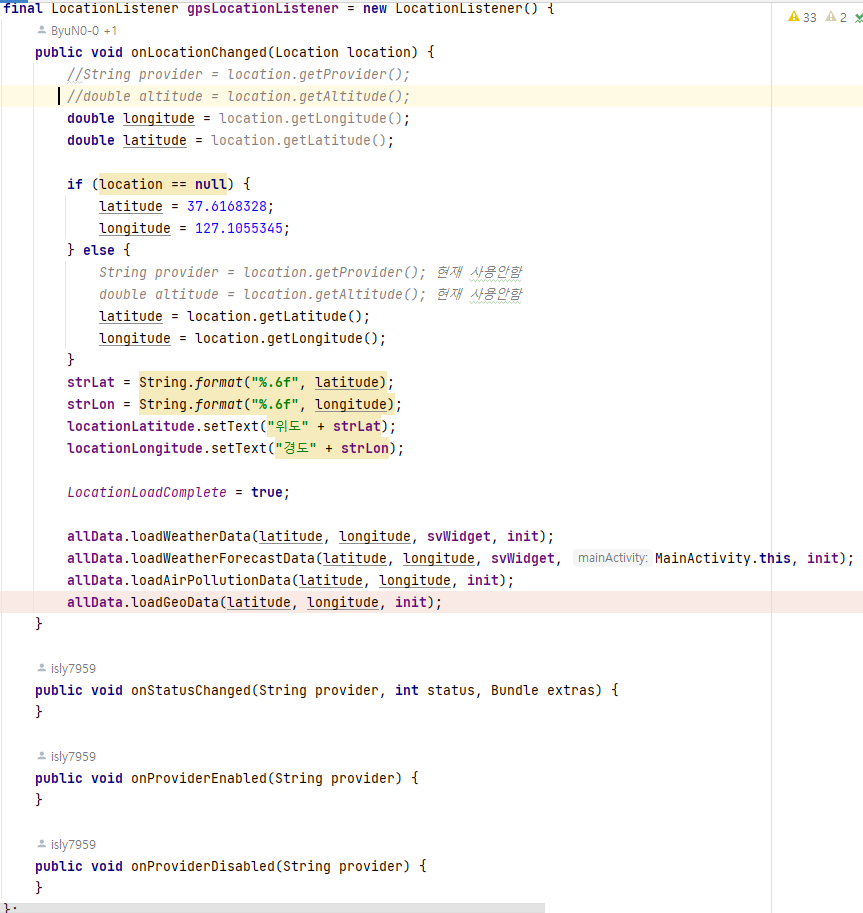 final LocationListener gpsLocationListener = new LocationListener() {
33 2
ByuN0-0 +1
public void onLocationChanged(Location location) {
//String provider = location.getProvider();
//double altitude = location.getAltitude();
double longitude = location.getLongitude();
double latitude = location.getLatitude();
if (location == null) {
latitude = 37.6168328;
longitude = 127.1055345;
} else {
String provider = location.getProvider(); 현재 사용안함
double altitude = location.getAltitude(); 현재 사용안함
latitude = location.getLatitude();
longitude = location.getLongitude();
}
strLat = String.format("%.6f", latitude);
strLon = String.format("%.6f", longitude);
locationLatitude.setText("위도" + strLat);
locationLongitude.setText("경도" + strLon);
LocationLoadComplete = true;
allData.loadWeatherData(latitude, longitude, svWidget, init);
allData.loadWeatherForecastData(latitude, longitude, svWidget, mainActivity: MainActivity.this, init);
allData.loadAirPollutionData(latitude, longitude, init);
allData.loadGeoData(latitude, longitude, init);
}
isly7959
public void onStatusChanged(String provider, int status, Bundle extras) {
}
isly7959
public void onProviderEnabled(String provider) {
}
isly7959
public void onProviderDisabled(String provider) {
}
};